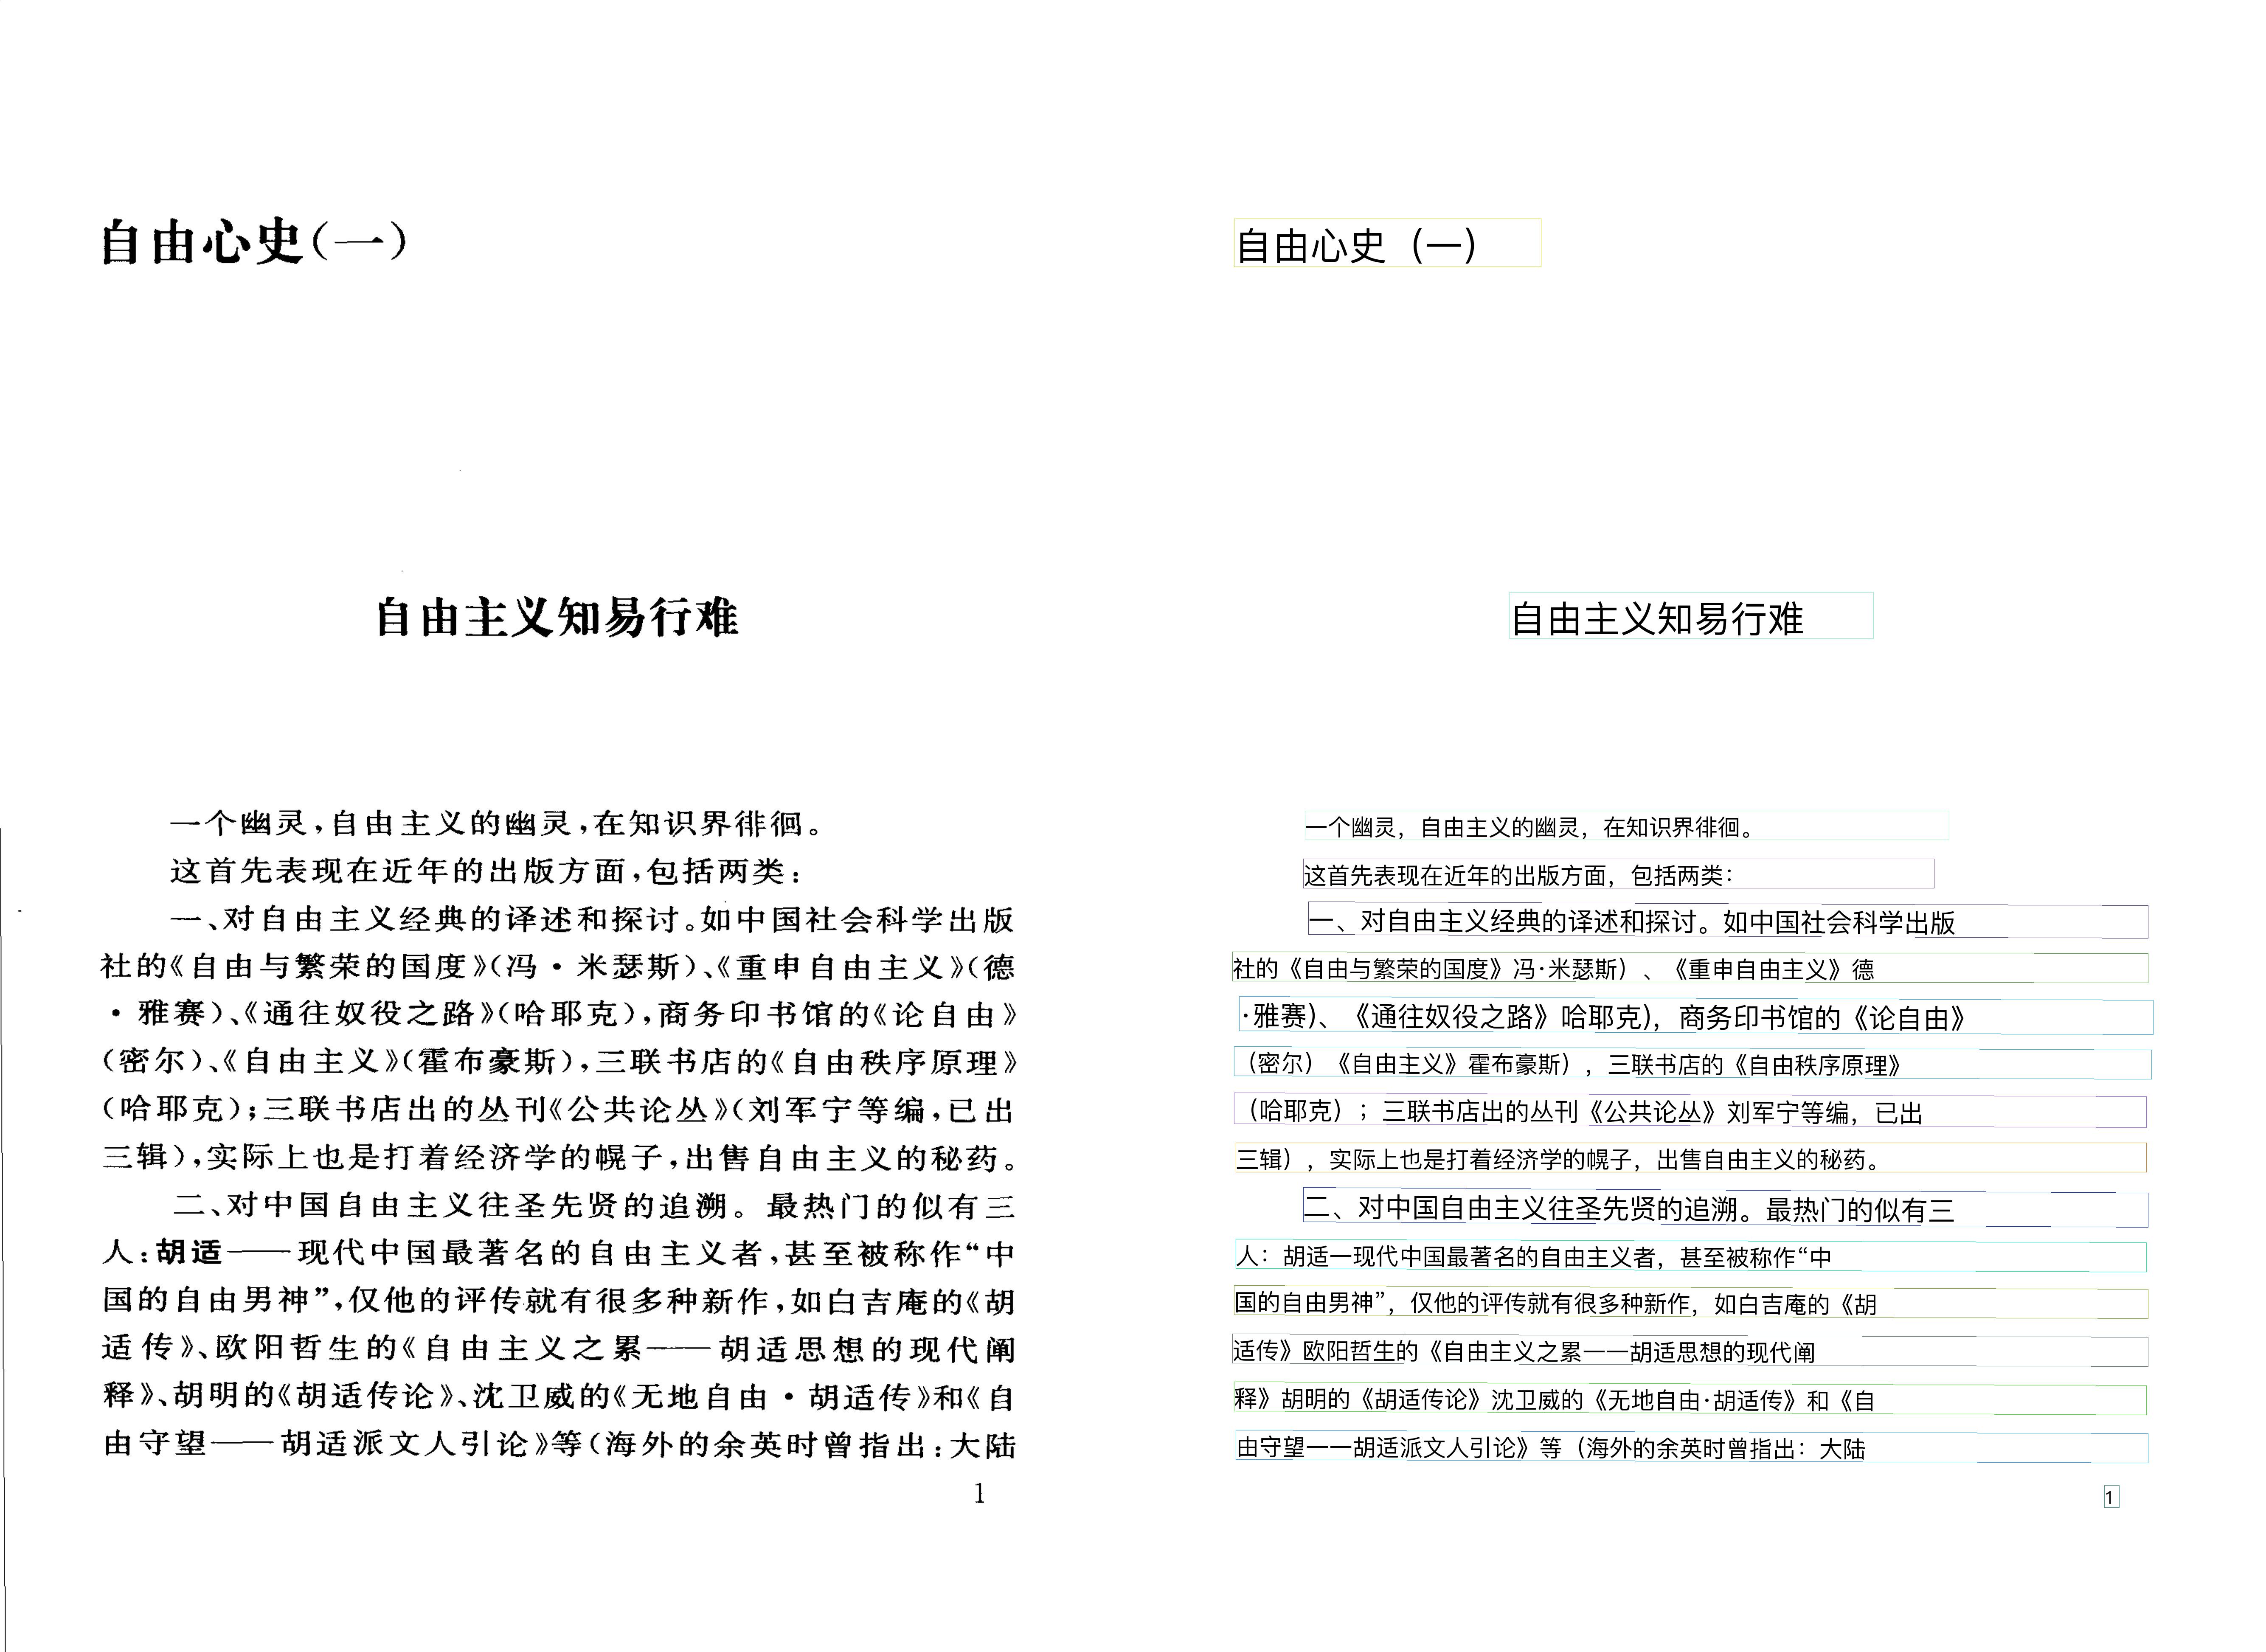 自由心史(一)
自由主义知易行难
一个幽灵,自由主义的幽灵,在知识界徘徊。
这首先表现在近年的出版方面,包括两类:
一、对自由主义经典的译述和探讨。如中国社会科学出版
社的《自由与繁荣的国度》(冯·米瑟斯)、《重申自由主义》(德
·雅赛)、《通往奴役之路》(哈耶克),商务印书馆的《论自由》
(密尔)、《自由主义》(霍布豪斯),三联书店的《自由秩序原理》
(哈耶克);三联书店出的丛刊《公共论丛》(刘军宁等编,已出
三辑),实际上也是打着经济学的幌子,出售自由主义的秘药。
二、对中国自由主义往圣先贤的追溯。最热门的似有三
人:胡适——现代中国最著名的自由主义者,甚至被称作“中
国的自由男神”,仅他的评传就有很多种新作,如白吉庵的《胡
适传》、欧阳哲生的《自由主义之累——胡适思想的现代阐
释》、胡明的《胡适传论》、沈卫威的《无地自由·胡适传》和《自
由守望——胡适派文人引论》等(海外的余英时曾指出:大陆
1
自由心史（一）
自由主义知易行难
一个幽灵，自由主义的幽灵，在知识界徘徊。
这首先表现在近年的出版方面，包括两类：
一、对自由主义经典的译述和探讨。如中国社会科学出版
社的《自由与繁荣的国度》冯·米瑟斯）、《重申自由主义》德
·雅赛)、《通往奴役之路》哈耶克)，商务印书馆的《论自由》
（密尔）《自由主义》霍布豪斯），三联书店的《自由秩序原理》
（哈耶克）；三联书店出的丛刊《公共论丛》刘军宁等编，已出
三辑），实际上也是打着经济学的幌子，出售自由主义的秘药。
二、对中国自由主义往圣先贤的追溯。最热门的似有三
人：胡适一现代中国最著名的自由主义者，甚至被称作“中
国的自由男神”，仅他的评传就有很多种新作，如白吉庵的《胡
适传》欧阳哲生的《自由主义之累一一胡适思想的现代阐
释》胡明的《胡适传论》沈卫威的《无地自由·胡适传》和《自
由守望一一胡适派文人引论》等（海外的余英时曾指出：大陆
1